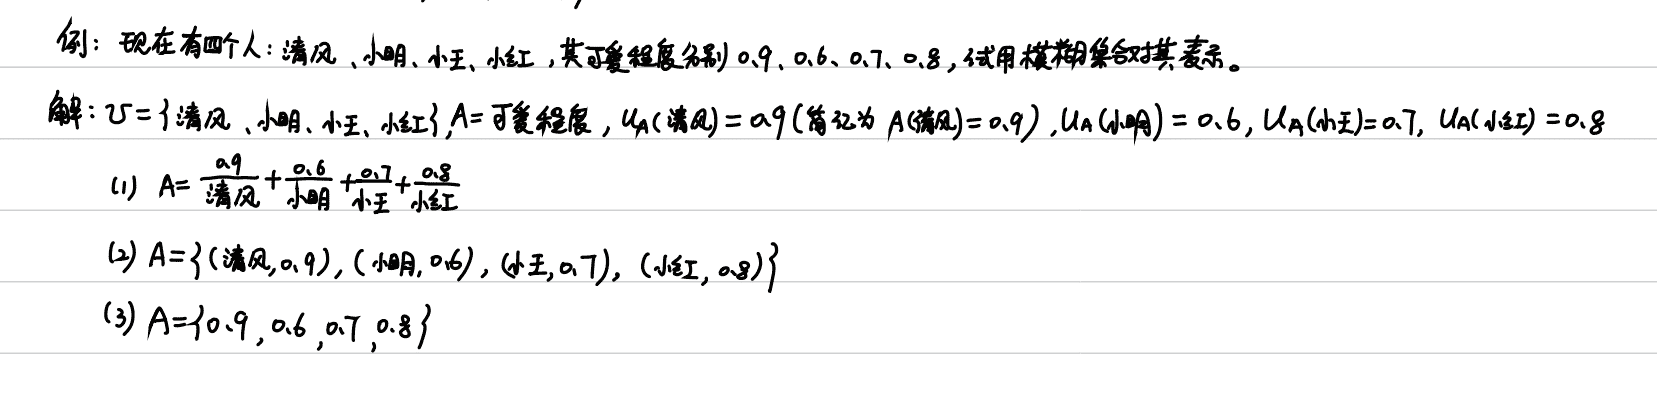 例：现在有四个人：清风、小明、小王、小红，其可爱程度分别0.9、0.6、0.7、0.8，试用模糊集合对其表示。
解：U={清风、小明、小王、小红}，A=可爱程度，U_A(清风)=0.9(简记为 A(清风)=0.9)，U_A(小明)=0.6，U_A(小王)=0.7，U_A(小红)=0.8
(1) A=0.9/清风+0.6/小明+0.7/小王+0.8/小红
(2) A={(清风,0.9),(小明,0.6),(小王,0.7),(小红,0.8)}
(3) A={0.9,0.6,0.7,0.8}